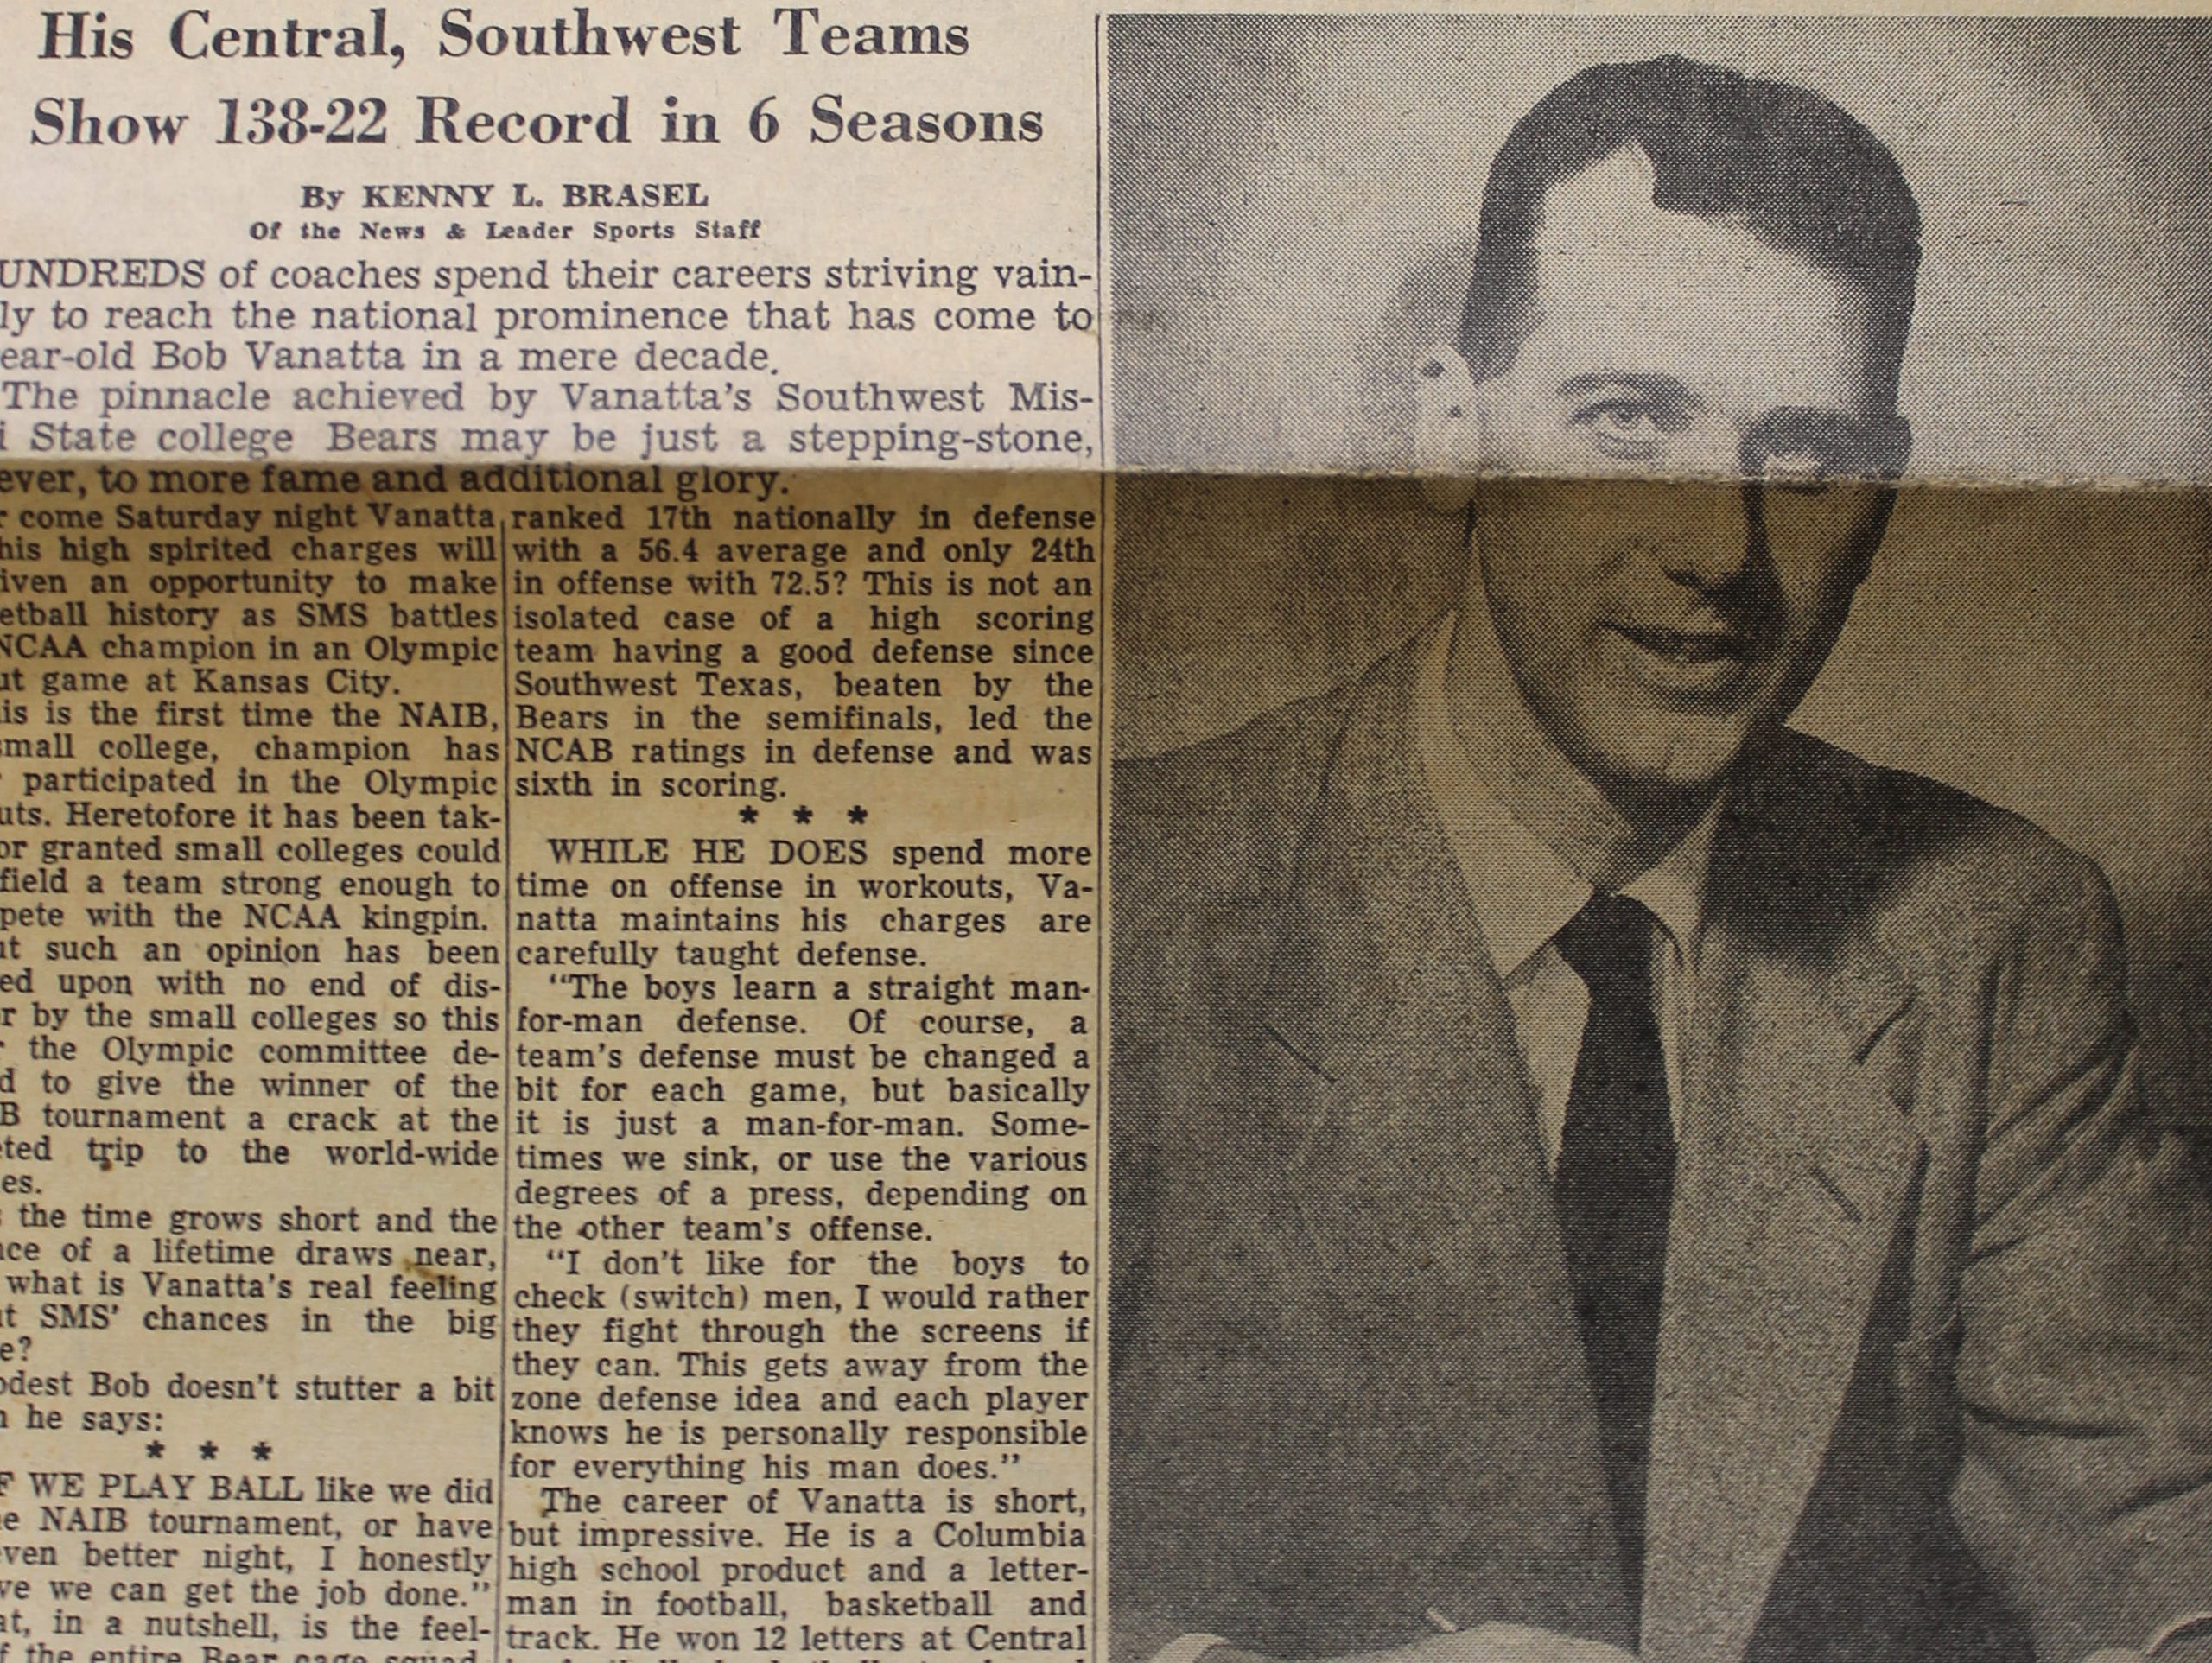 His Central, Southwest Teams
Show 138-22 Record in 6 Seasons
By KENNY L. BRASEL
Of the News & Leader Sports Staff
UNDREDS of coaches spend their careers striving vain-
ly to reach the national prominence that has come to
ear-old Bob Vanatta in a mere decade.
The pinnacle achieved by Vanatta's Southwest Mis-
i State college Bears may be just a stepping-stone,
ever, to more fame and additional glory.
r come Saturday night Vanatta
his high spirited charges will
iven an opportunity to make
etball history as SMS battles
NCAA champion in an Olympic
ut game at Kansas City.
is is the first time the NAIB,
small college, champion has
participated in the Olympic
uts. Heretofore it has been tak-
or granted small colleges could
field a team strong enough to
pete with the NCAA kingpin.
ut such an opinion has been
ed upon with no end of dis-
r by the small colleges so this
r the Olympic committee de-
d to give the winner of the
B tournament a crack at the
eted trip to the world-wide
es.
s the time grows short and the
nce of a lifetime draws near,
what is Vanatta's real feeling
ut SMS' chances in the big
e?
odest Bob doesn't stutter a bit
n he says:
* * *
F WE PLAY BALL like we did
e NAIB tournament, or have
even better night, I honestly
ve we can get the job done."
at, in a nutshell, is the feel-
f the entire Bear cage squad
ranked 17th nationally in defense
with a 56.4 average and only 24th
in offense with 72.5? This is not an
isolated case of a high scoring
team having a good defense since
Southwest Texas, beaten by the
Bears in the semifinals, led the
NCAB ratings in defense and was
sixth in scoring.
* * *
WHILE HE DOES spend more
time on offense in workouts, Va-
natta maintains his charges are
carefully taught defense.
"The boys learn a straight man-
for-man defense. Of course, a
team's defense must be changed a
bit for each game, but basically
it is just a man-for-man. Some-
times we sink, or use the various
degrees of a press, depending on
the other team's offense.
"I don't like for the boys to
check (switch) men, I would rather
they fight through the screens if
they can. This gets away from the
zone defense idea and each player
knows he is personally responsible
for everything his man does."
The career of Vanatta is short,
but impressive. He is a Columbia
high school product and a letter-
man in football, basketball and
track. He won 12 letters at Central